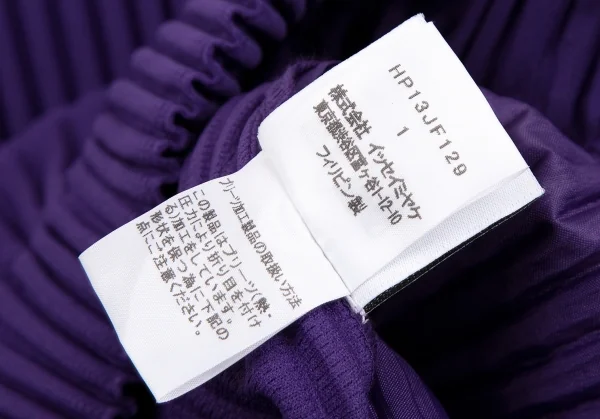 HP13JF129
1
株式会社 イッセイミヤケ
東京都渋谷区富ヶ谷1-12-10
フィリピン製
プリーツ加工製品の取扱い方法
この製品はプリーツ(熱・
圧力により折り目を付け
る)加工をしています。
形状を保つ為に下記の
点にご注意ください。